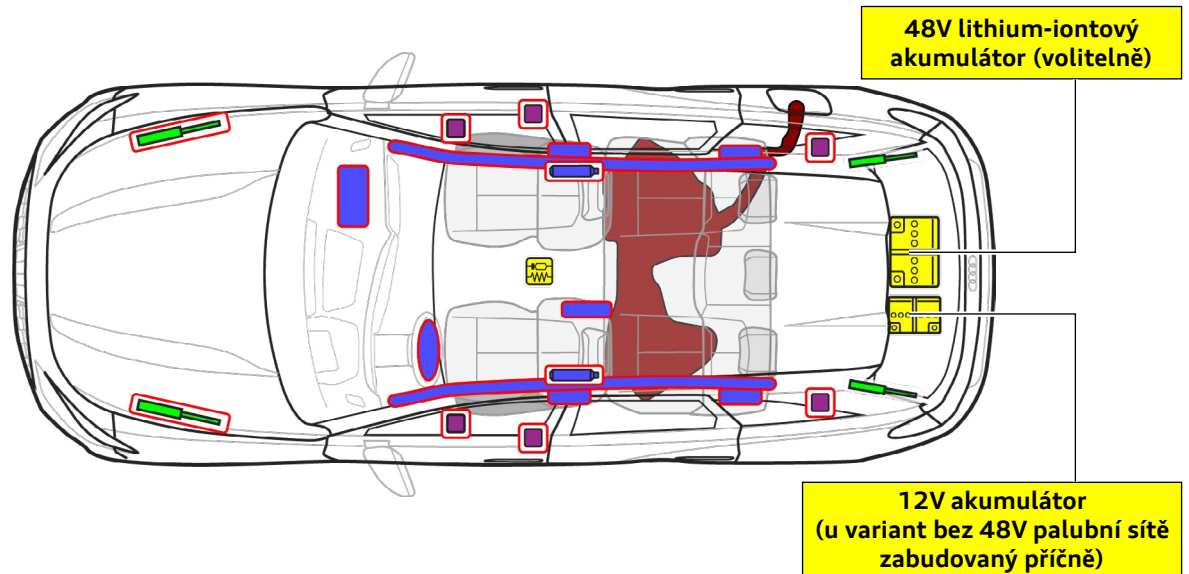 48V lithium-iontový
akumulátor (volitelně)
12V akumulátor
(u variant bez 48V palubní sítě
zabudovaný příčně)